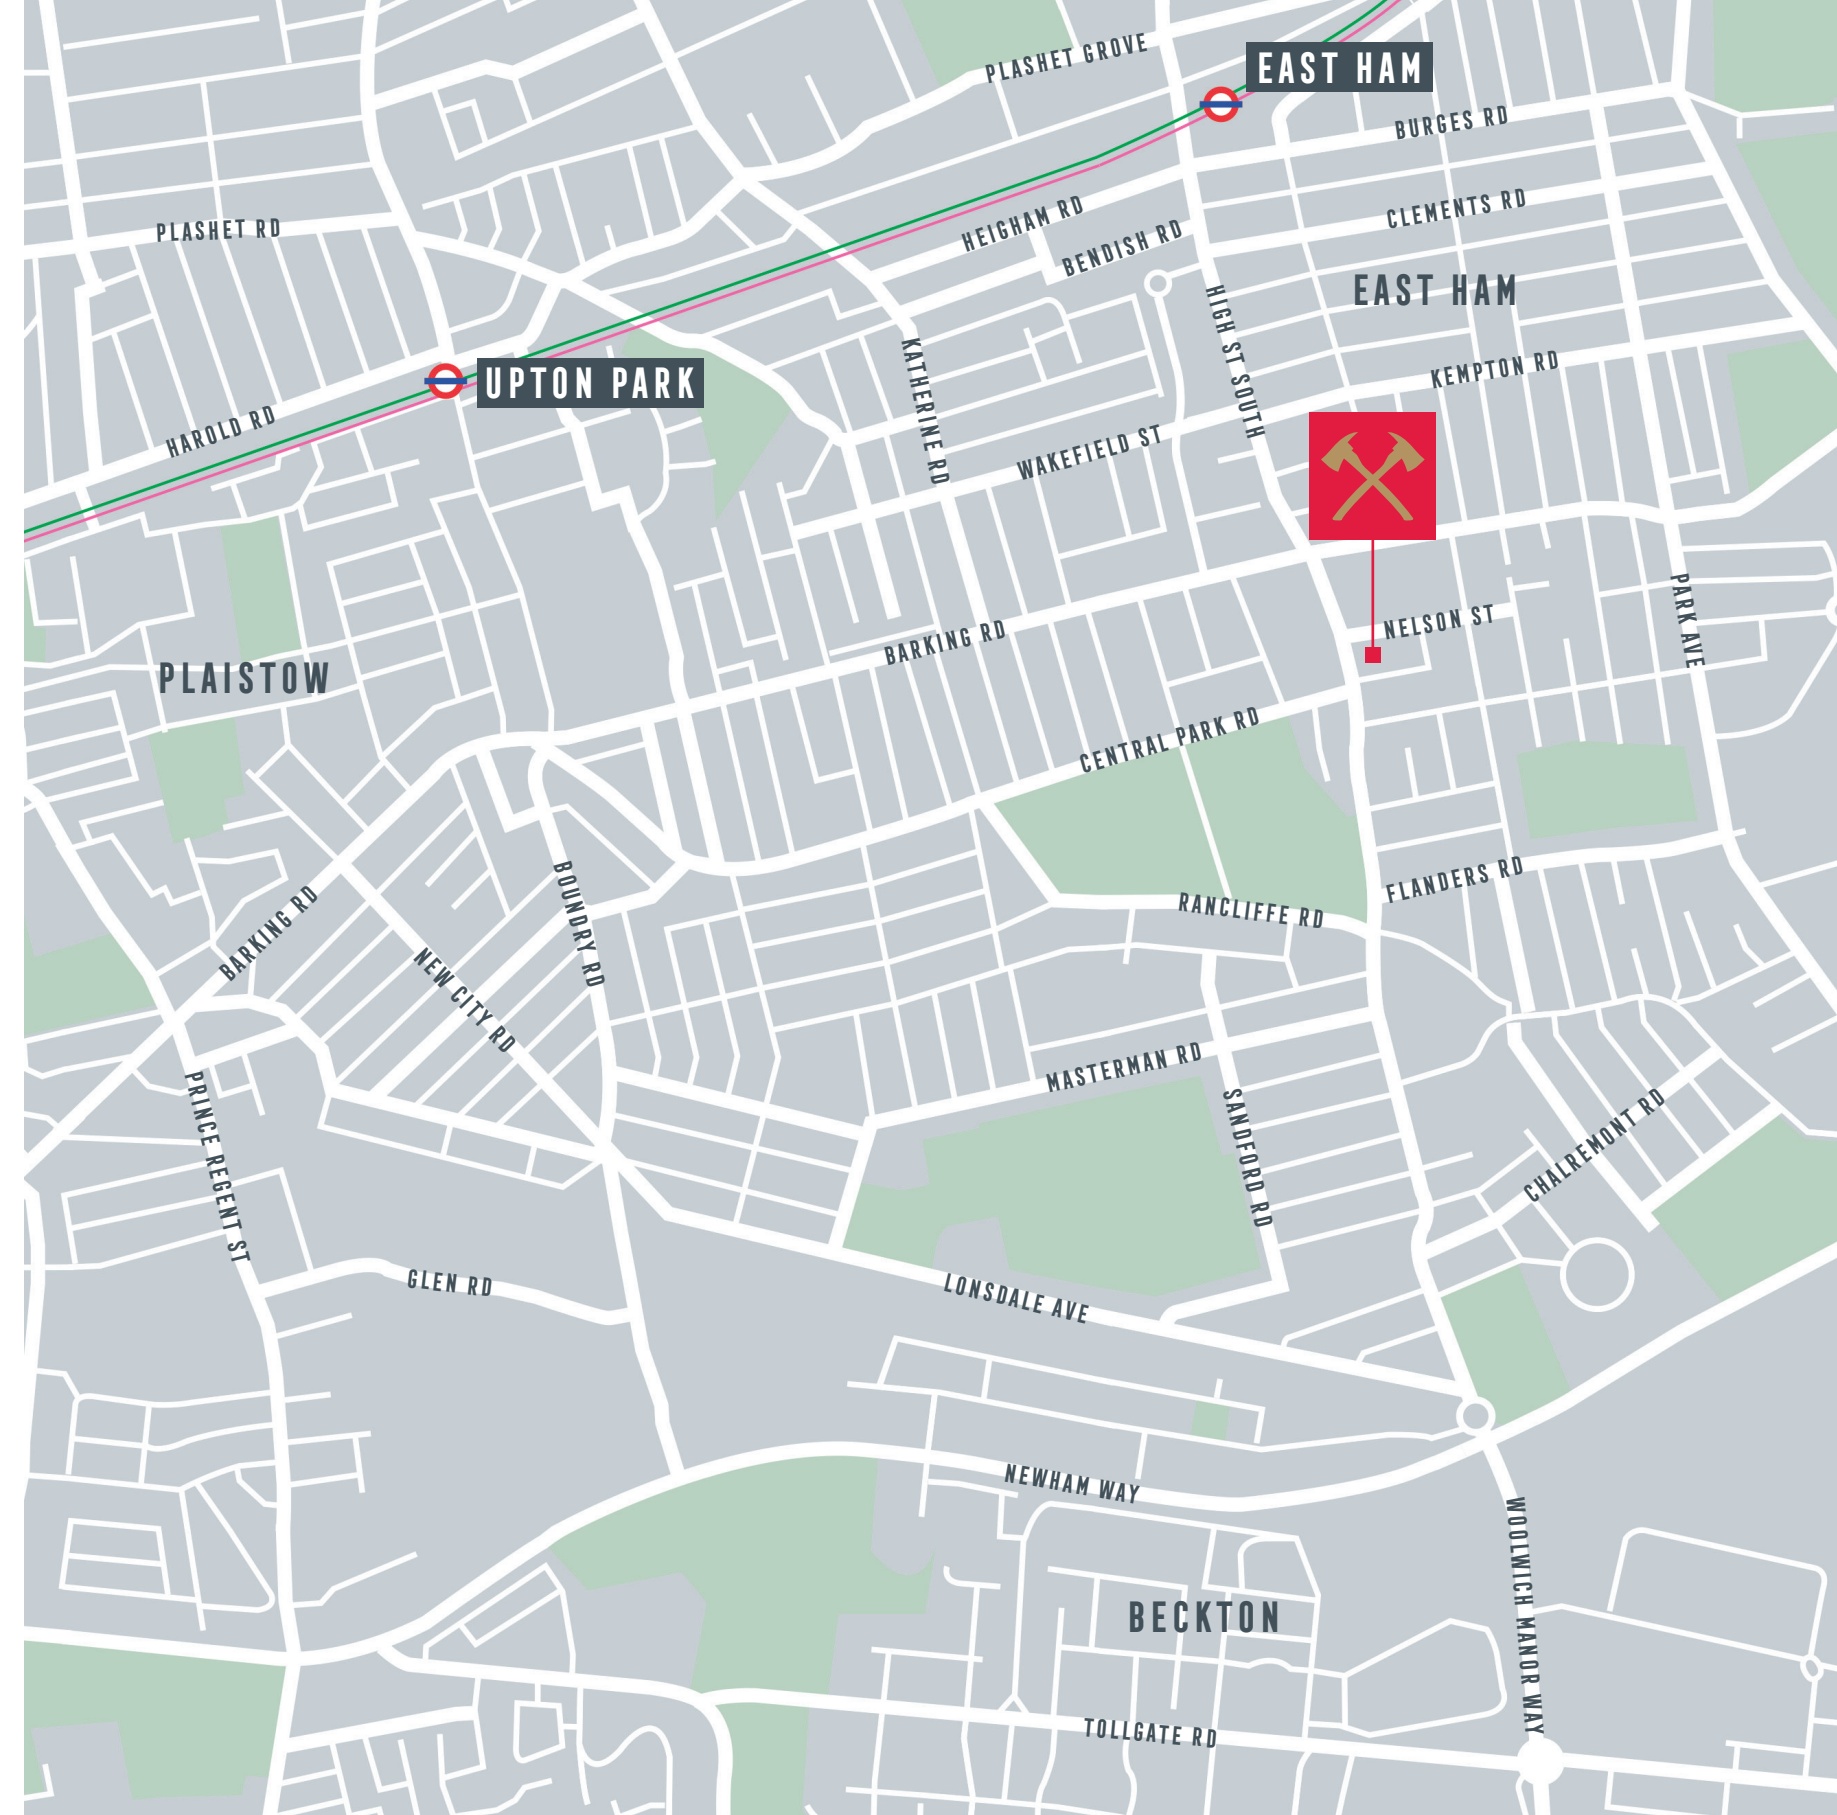 PLASHET GROVE
EAST HAM
BURGES RD
PLASHET RD
HEIGHAM RD
CLEMENTS RD
BENDISH RD
EAST HAM
HIGH ST SOUTH
KATHERINE RD
UPTON PARK
KEMPTON RD
HAROLD RD
WAKEFIELD ST
NELSON ST
PARK AVE
BARKING RD
PLAISTOW
CENTRAL PARK RD
FLANDERS RD
RANCLIFFE RD
BOUNDRY RD
BARKING RD
NEW CITY RD
MASTERMAN RD
PRINCE REGENT ST
SANDFORD RD
CHALREMONT RD
GLEN RD
LONSDALE AVE
NEWHAM WAY
WOOLWICH MANOR WAY
BECKTON
TOLLGATE RD